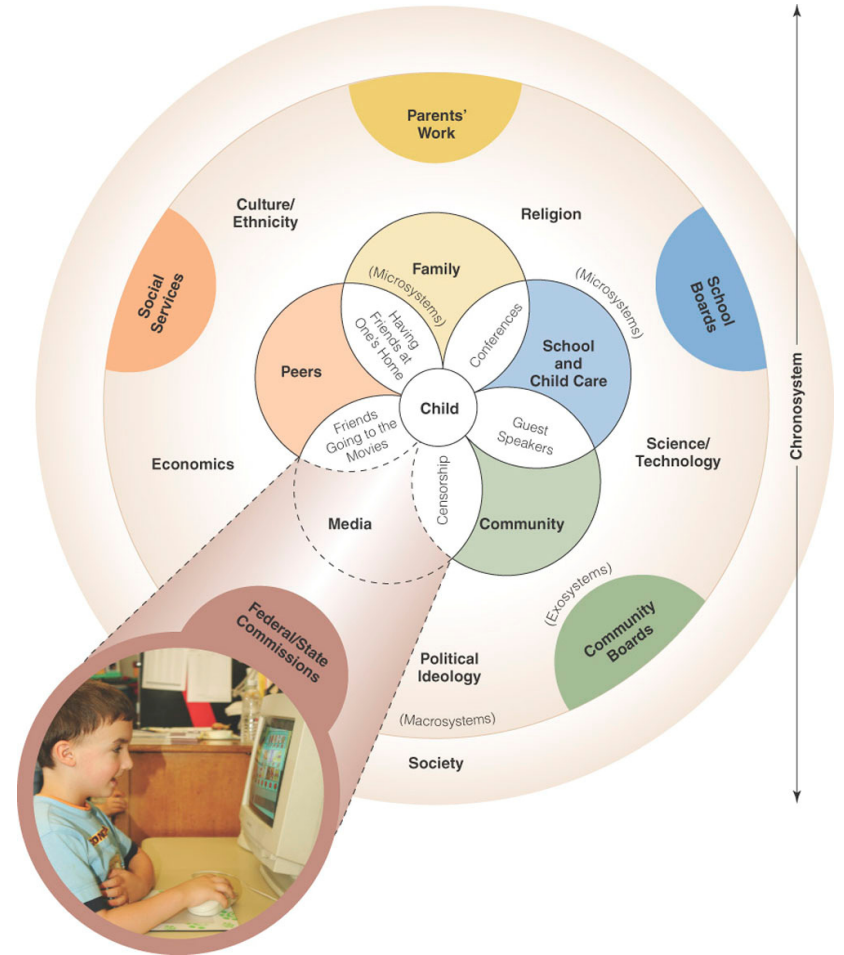 Parents'
Work
Culture/
Ethnicity
Religion
Social
Services
School
Boards
Family
(Microsystems)
(Microsystems)
Having
Friends at
One's Home
Conferences
Peers
School
and
Child Care
Child
Friends
Going to the
Movies
Guest
Speakers
Chronosystem
Economics
Science/
Technology
Censorship
Media
Community
(Exosystems)
Federal/State
Commissions
Community
Boards
Political
Ideology
(Macrosystems)
Society